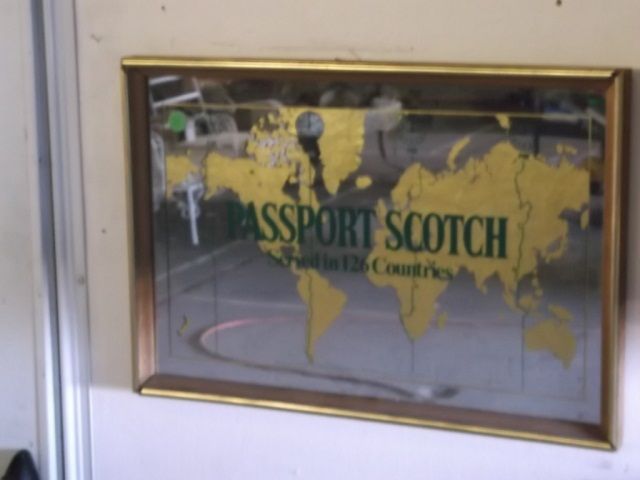 PASSPORT SCOTCH
Served in 126 Countries